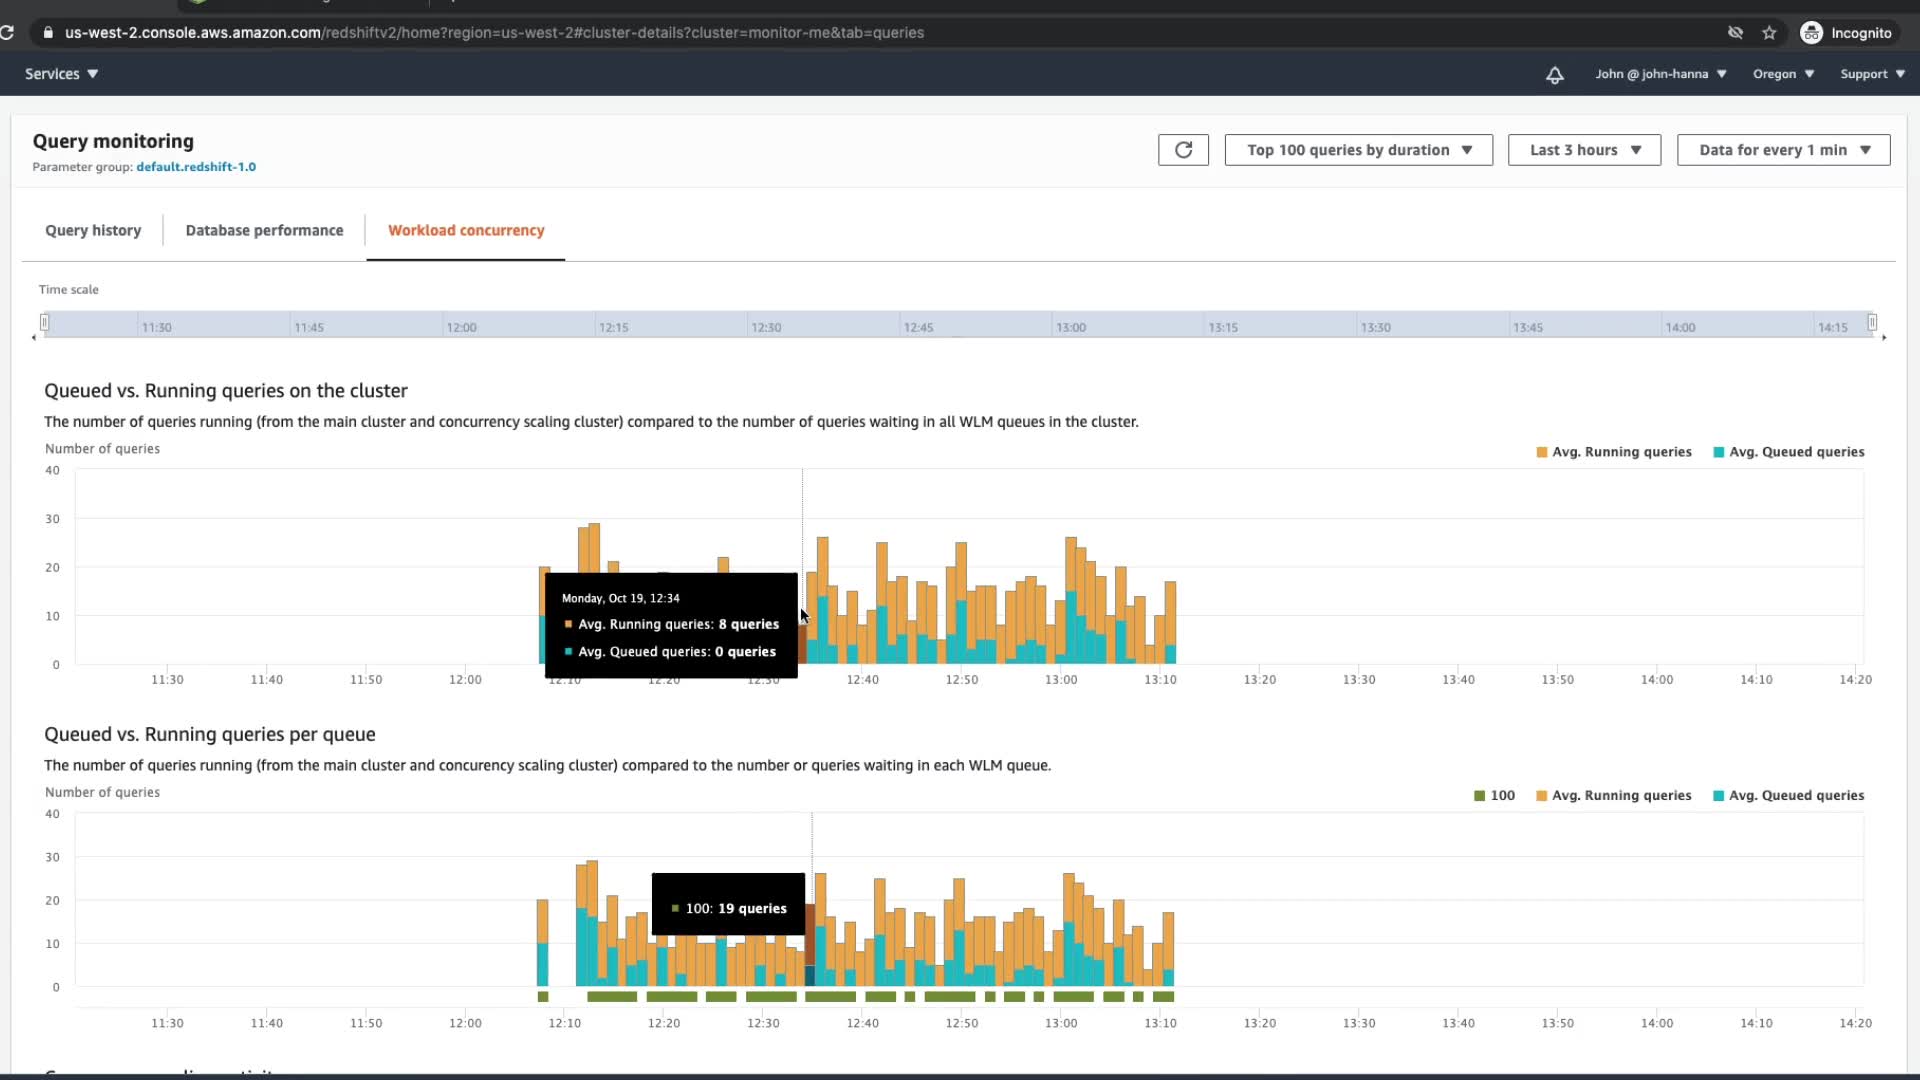 us-west-2.console.aws.amazon.com/redshiftv2/home?region=us-west-2#cluster-details?cluster=monitor-me&tab=queries
Incognito
Services ▼
John @ john-hanna ▼
Oregon ▼
Support ▼
Query monitoring
Parameter group: default.redshift-1.0
Top 100 queries by duration ▼
Last 3 hours ▼
Data for every 1 min ▼
Query history
Database performance
Workload concurrency
Time scale
11:30 11:45 12:00 12:15 12:30 12:45 13:00 13:15 13:30 13:45 14:00 14:15
Queued vs. Running queries on the cluster
The number of queries running (from the main cluster and concurrency scaling cluster) compared to the number of queries waiting in all WLM queues in the cluster.
Number of queries
Avg. Running queries
Avg. Queued queries
40
30
20
10
0
Monday, Oct 19, 12:34
Avg. Running queries: 8 queries
Avg. Queued queries: 0 queries
11:30 11:40 11:50 12:00 12:10 12:20 12:30 12:40 12:50 13:00 13:10 13:20 13:30 13:40 13:50 14:00 14:10 14:20
Queued vs. Running queries per queue
The number of queries running (from the main cluster and concurency scaling cluster) compared to the number or queries waiting in each WLM queue.
Number of queries
100
Avg. Running queries
Avg. Queued queries
40
30
20
10
0
100: 19 queries
11:30 11:40 11:50 12:00 12:10 12:20 12:30 12:40 12:50 13:00 13:10 13:20 13:30 13:40 13:50 14:00 14:10 14:20